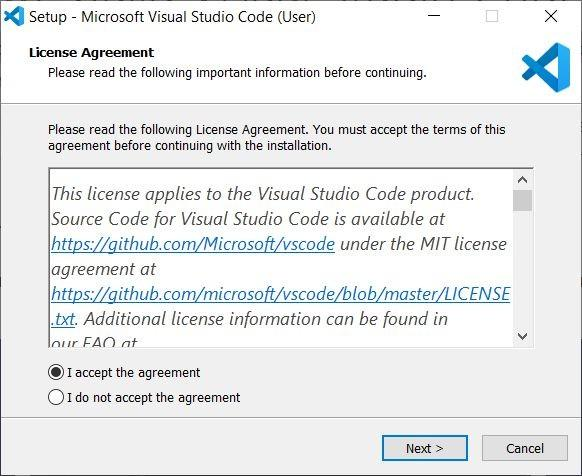 Setup - Microsoft Visual Studio Code (User)
License Agreement
Please read the following important information before continuing.
Please read the following License Agreement. You must accept the terms of this
agreement before continuing with the installation.
This license applies to the Visual Studio Code product.
Source Code for Visual Studio Code is available at
https://github.com/Microsoft/vscode under the MIT license
agreement at
https://github.com/microsoft/vscode/blob/master/LICENSE
.txt. Additional license information can be found in
our FAQ at
I accept the agreement
I do not accept the agreement
Next >
Cancel